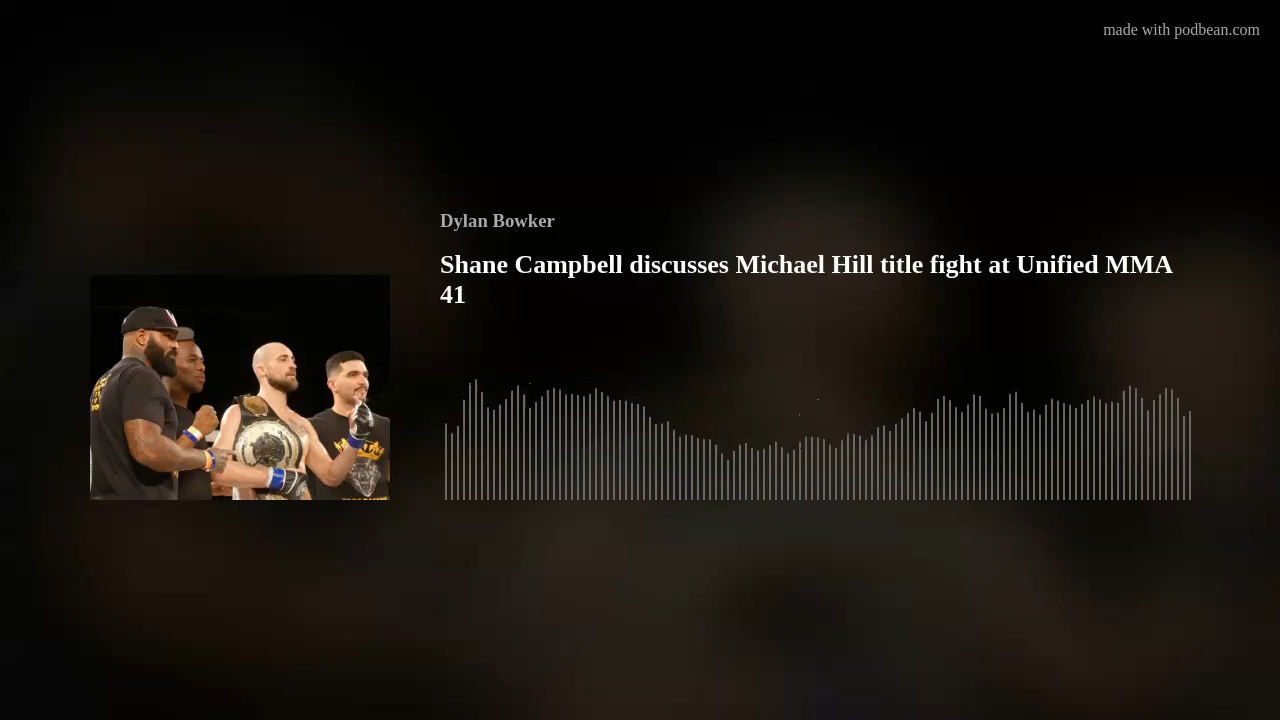 made with podbean.com
Dylan Bowker
Shane Campbell discusses Michael Hill title fight at Unified MMA
41